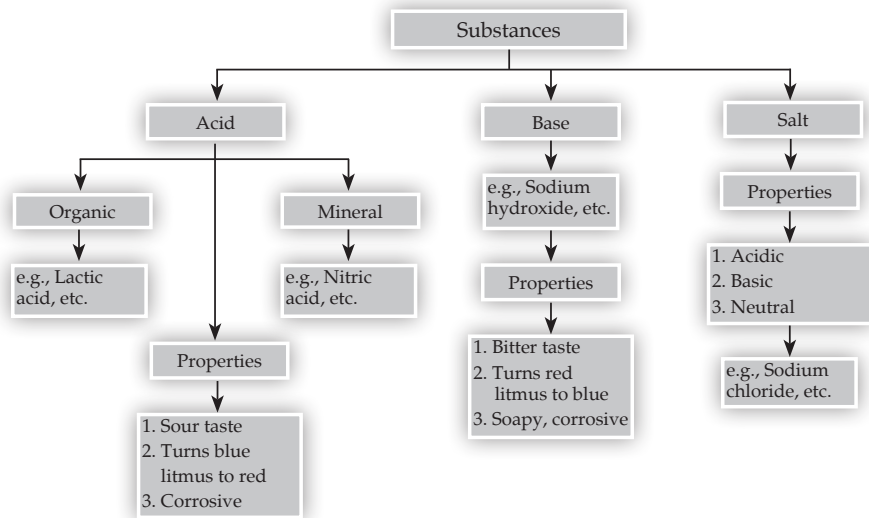 Substances
Acid
Base
Salt
Organic
Mineral
e.g., Sodium
hydroxide, etc.
Properties
e.g., Lactic
acid, etc.
e.g., Nitric
acid, etc.
Properties
1. Acidic
2. Basic
3. Neutral
Properties
1. Bitter taste
2. Turns red
litmus to blue
3. Soapy, corrosive
e.g., Sodium
chloride, etc.
1. Sour taste
2. Turns blue
litmus to red
3. Corrosive